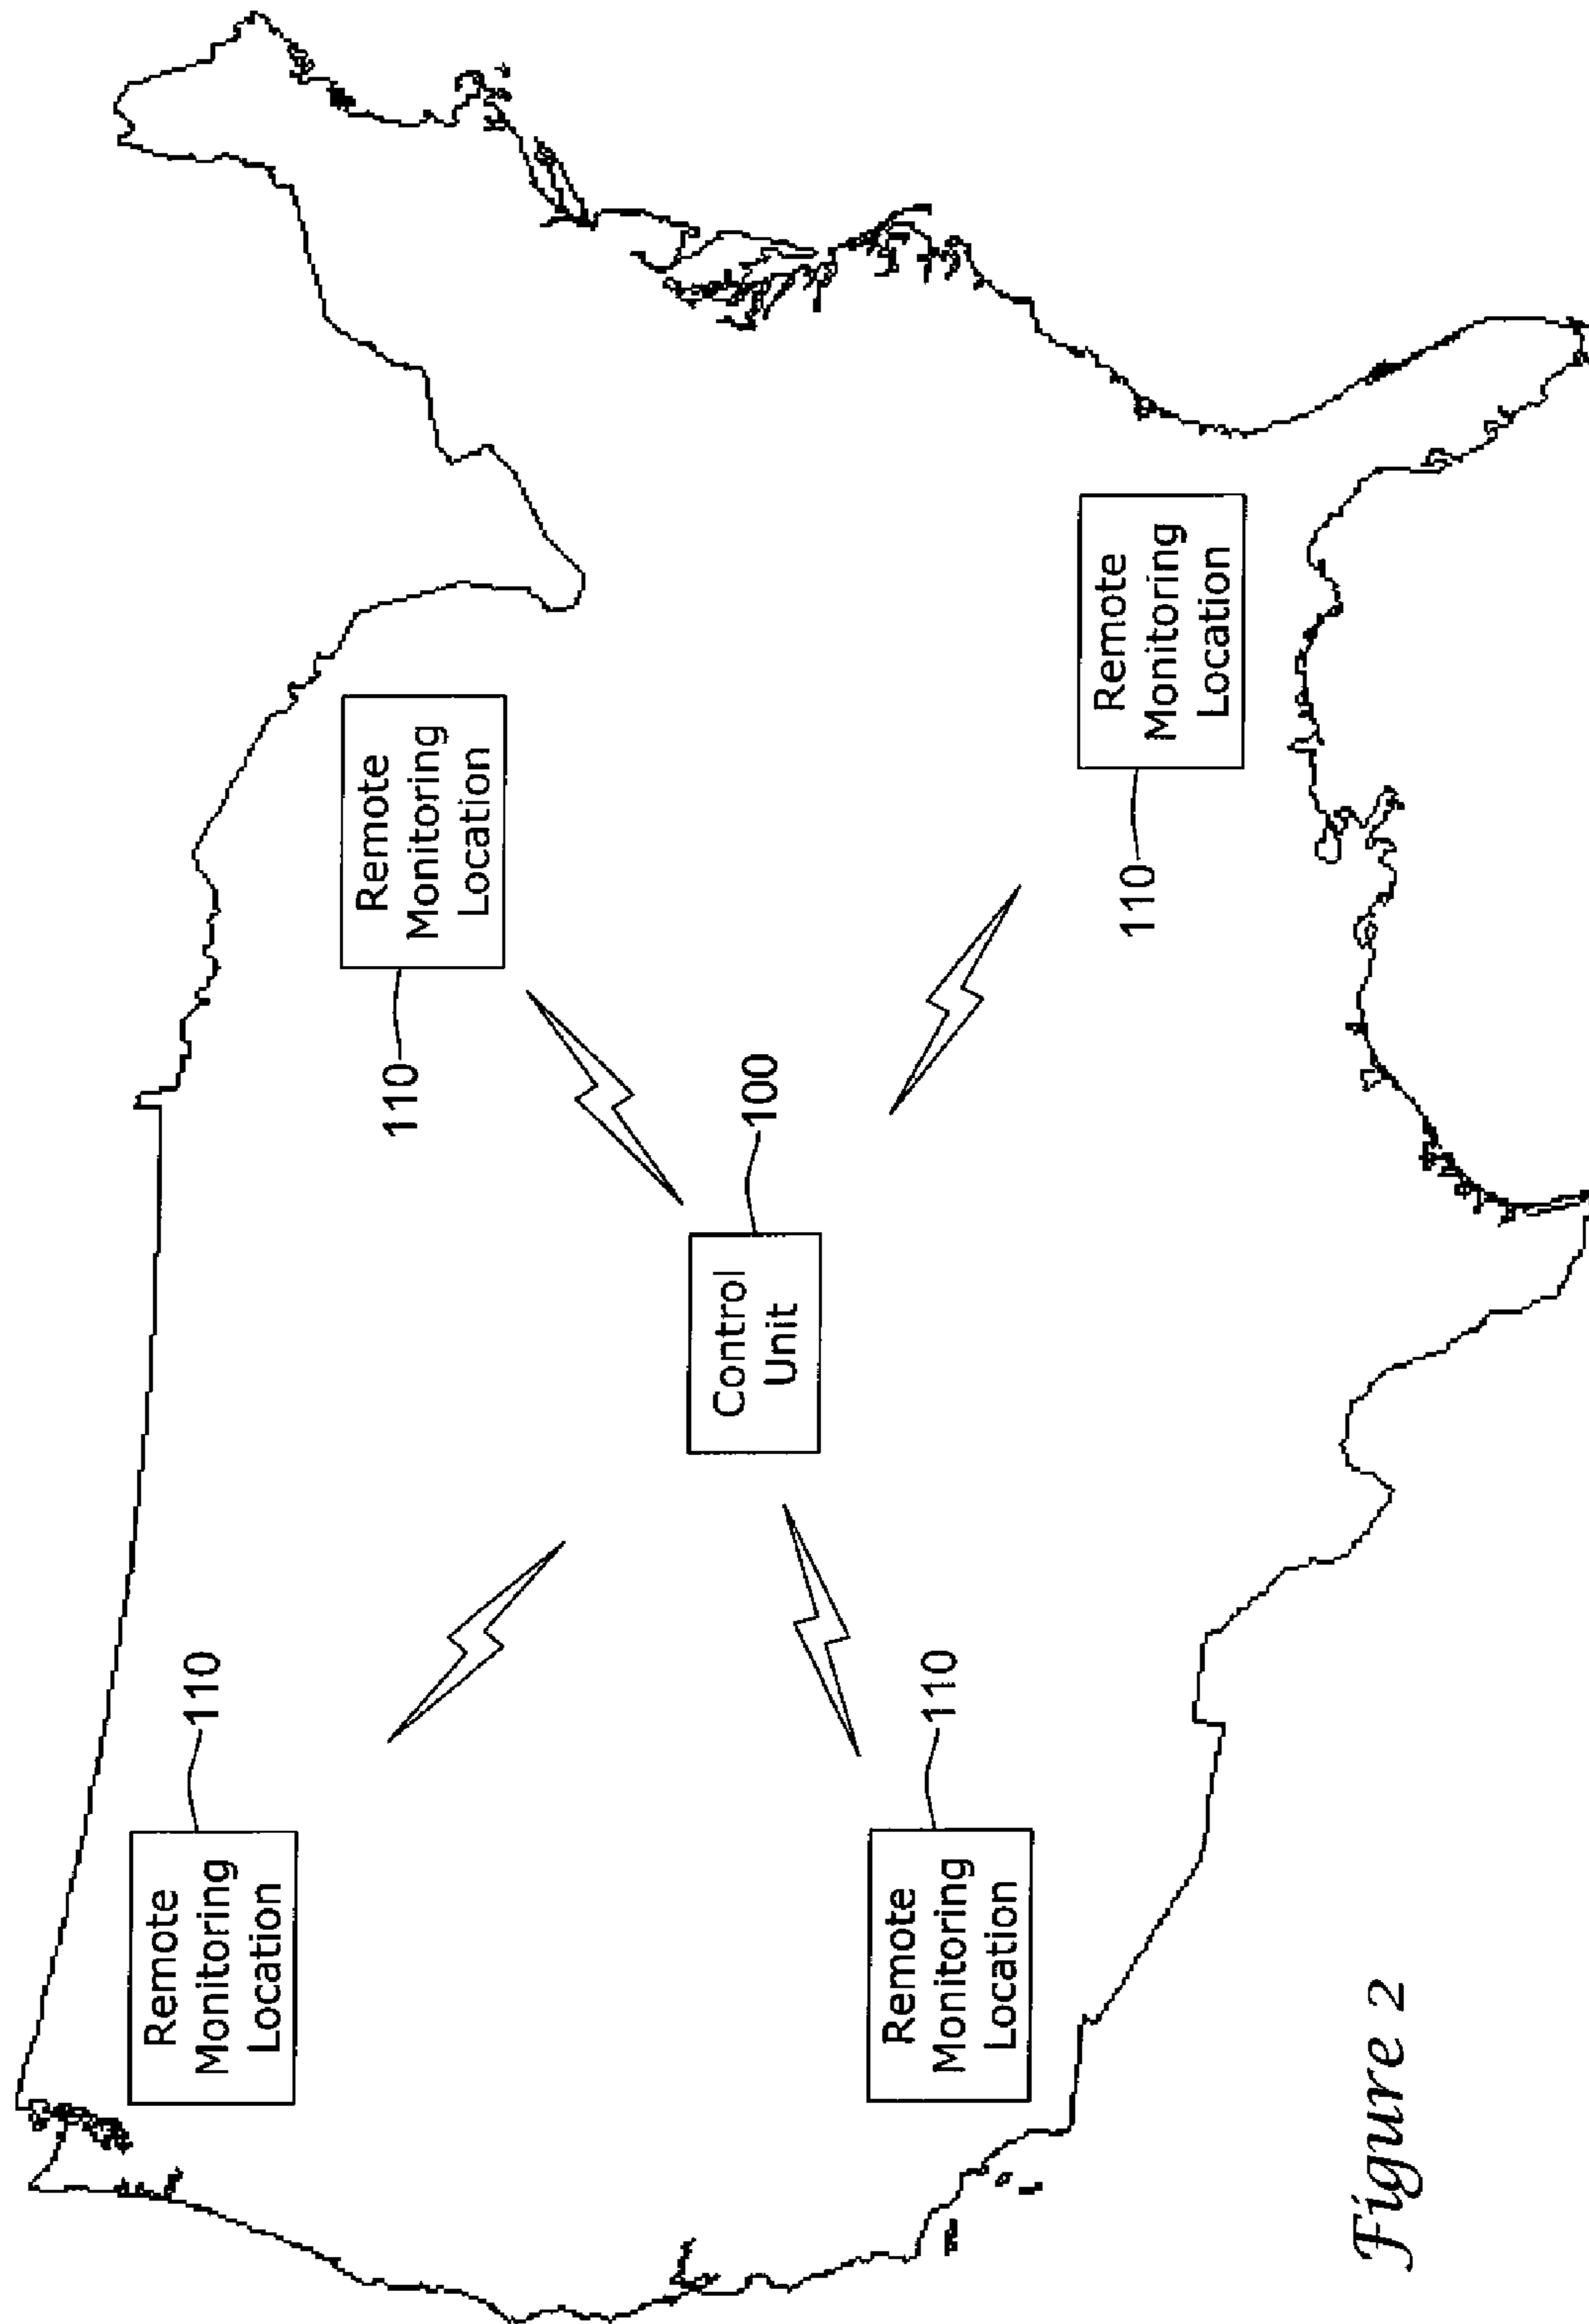 Remote
Monitoring
Location
110
110
Remote
Monitoring
Location
Control
Unit
100
Remote
Monitoring
Location
110
110
Remote
Monitoring
Location
Figure 2